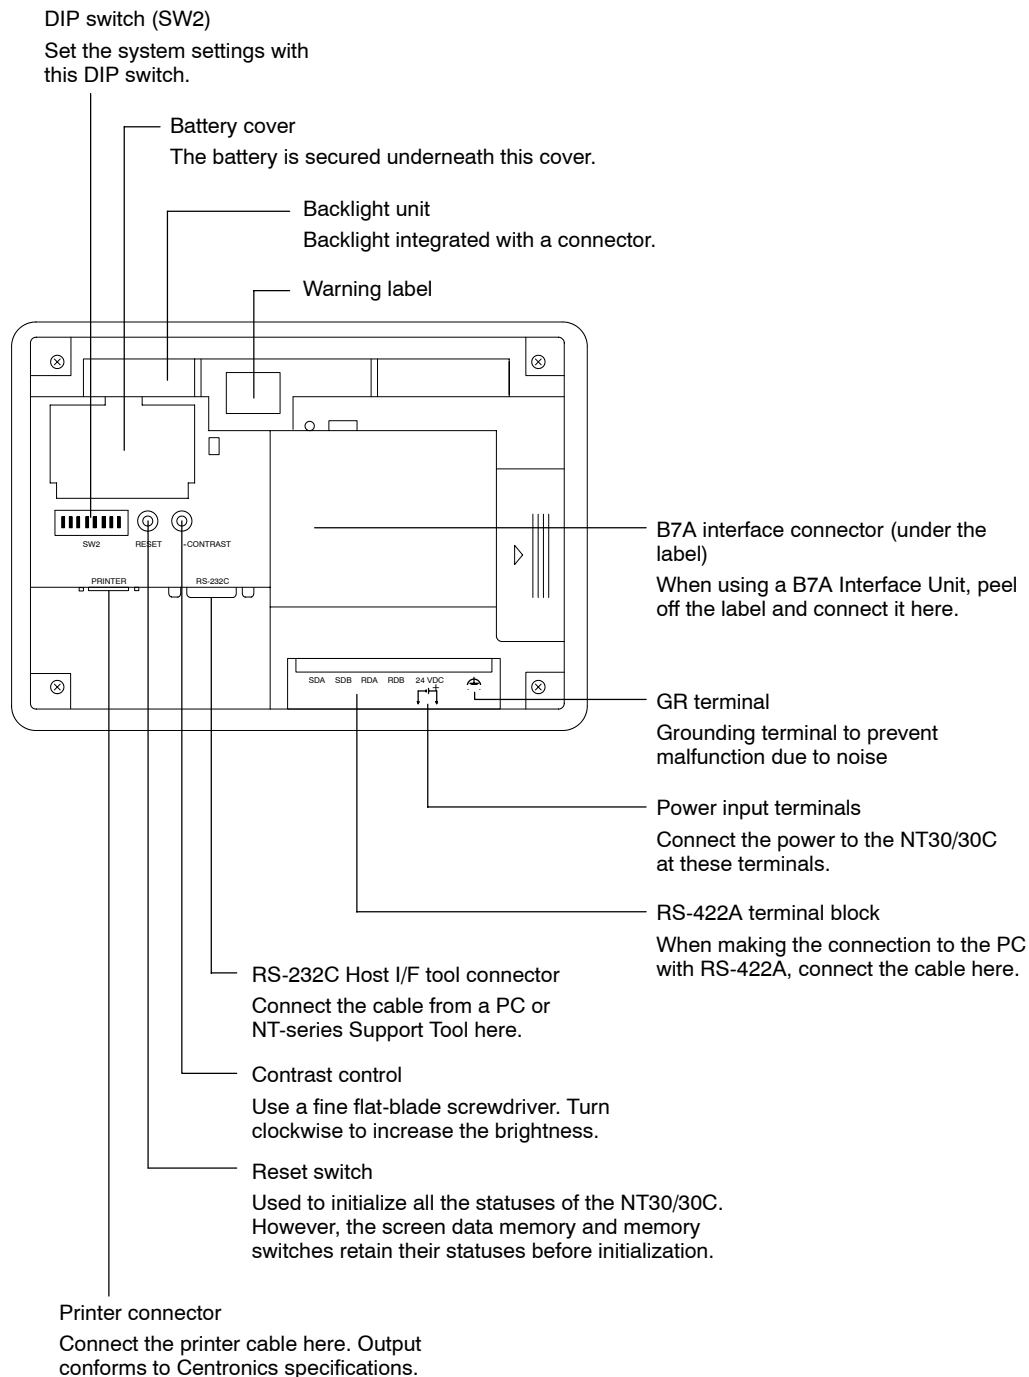 DIP switch (SW2)
Set the system settings with
this DIP switch.
Battery cover
The battery is secured underneath this cover.
Backlight unit
Backlight integrated with a connector.
Warning label
SW2
RESET
-CONTRAST
PRINTER
RS-232C
B7A interface connector (under the
label)
When using a B7A Interface Unit, peel
off the label and connect it here.
SDA SDB RDA RDB 24 VDC
+
GR terminal
Grounding terminal to prevent
malfunction due to noise
Power input terminals
Connect the power to the NT30/30C
at these terminals.
RS-422A terminal block
When making the connection to the PC
with RS-422A, connect the cable here.
RS-232C Host I/F tool connector
Connect the cable from a PC or
NT-series Support Tool here.
Contrast control
Use a fine flat-blade screwdriver. Turn
clockwise to increase the brightness.
Reset switch
Used to initialize all the statuses of the NT30/30C.
However, the screen data memory and memory
switches retain their statuses before initialization.
Printer connector
Connect the printer cable here. Output
conforms to Centronics specifications.